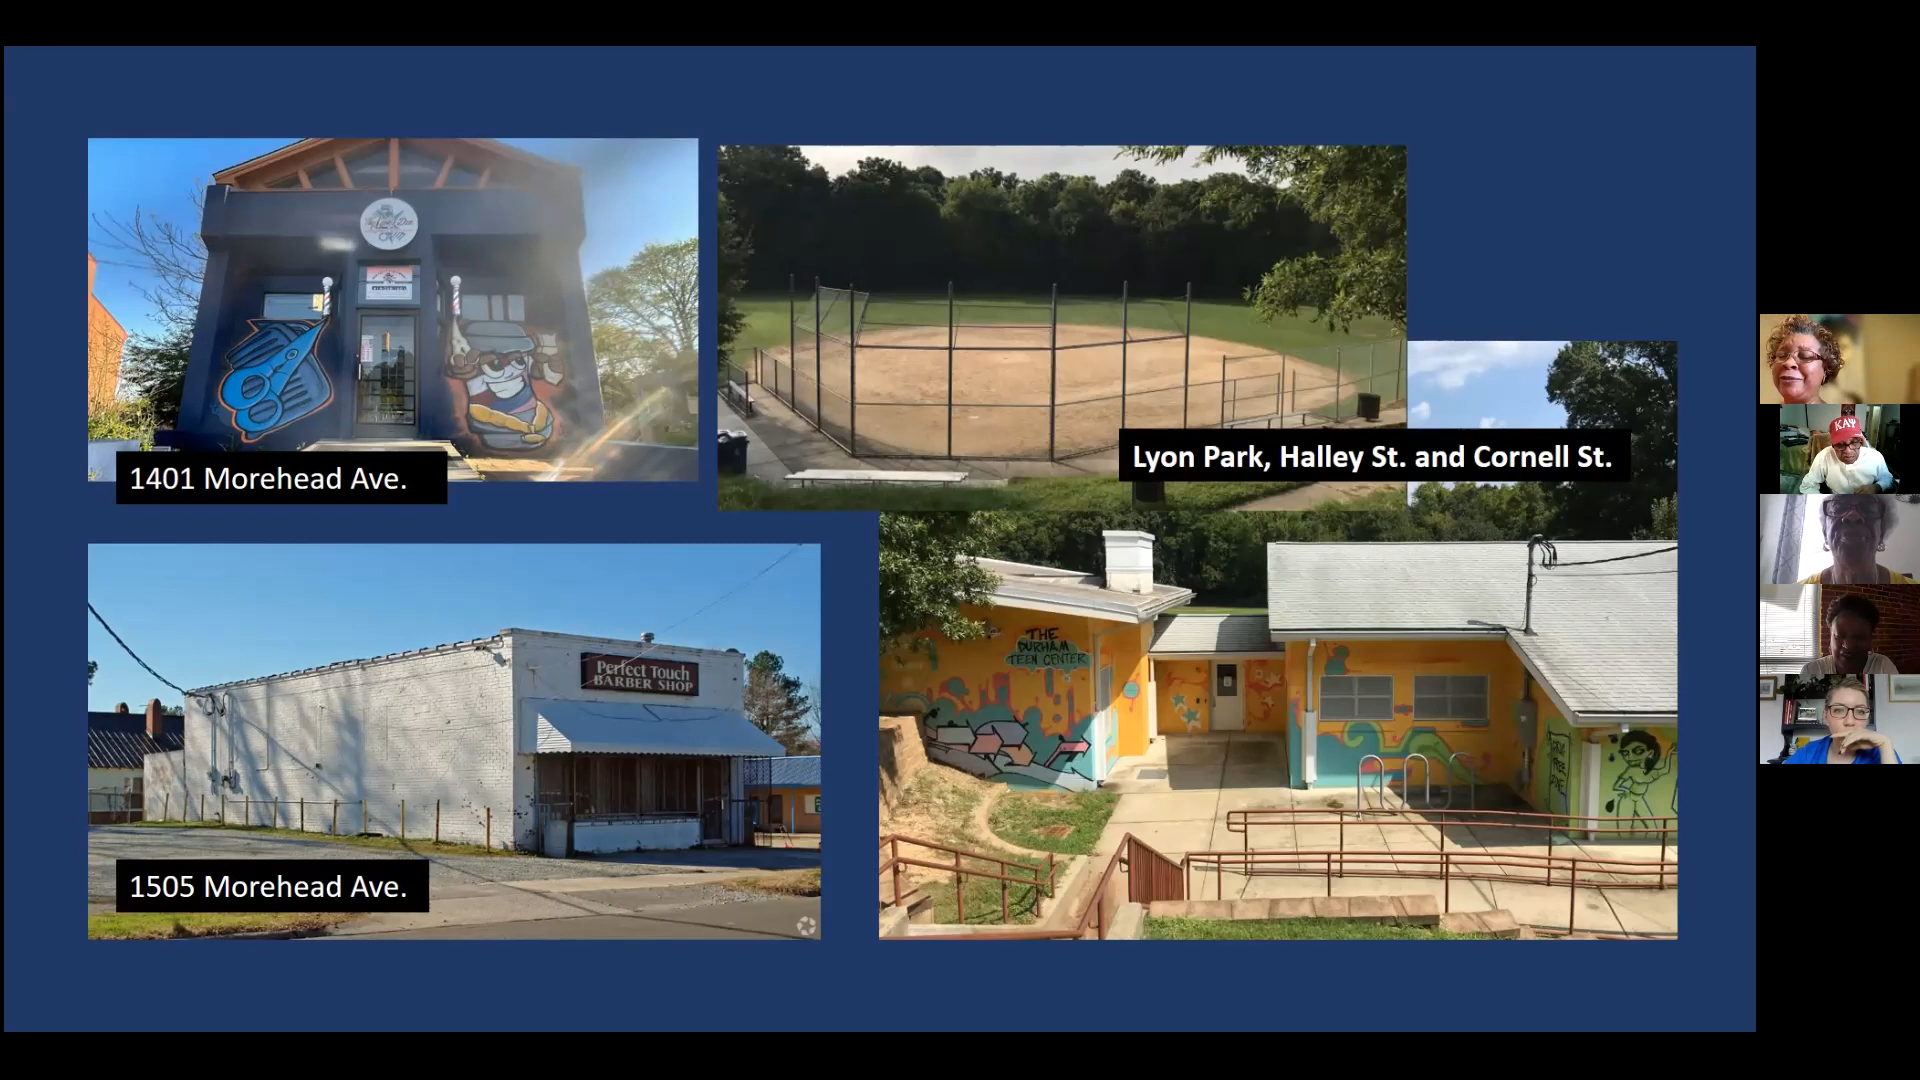 1401 Morehead Ave.
Lyon Park, Halley St. and Cornell St.
Perfect Touch
BARBER SHOP
1505 Morehead Ave.
THE
DURHAM
TEEN CENTER
ΚΑΨ